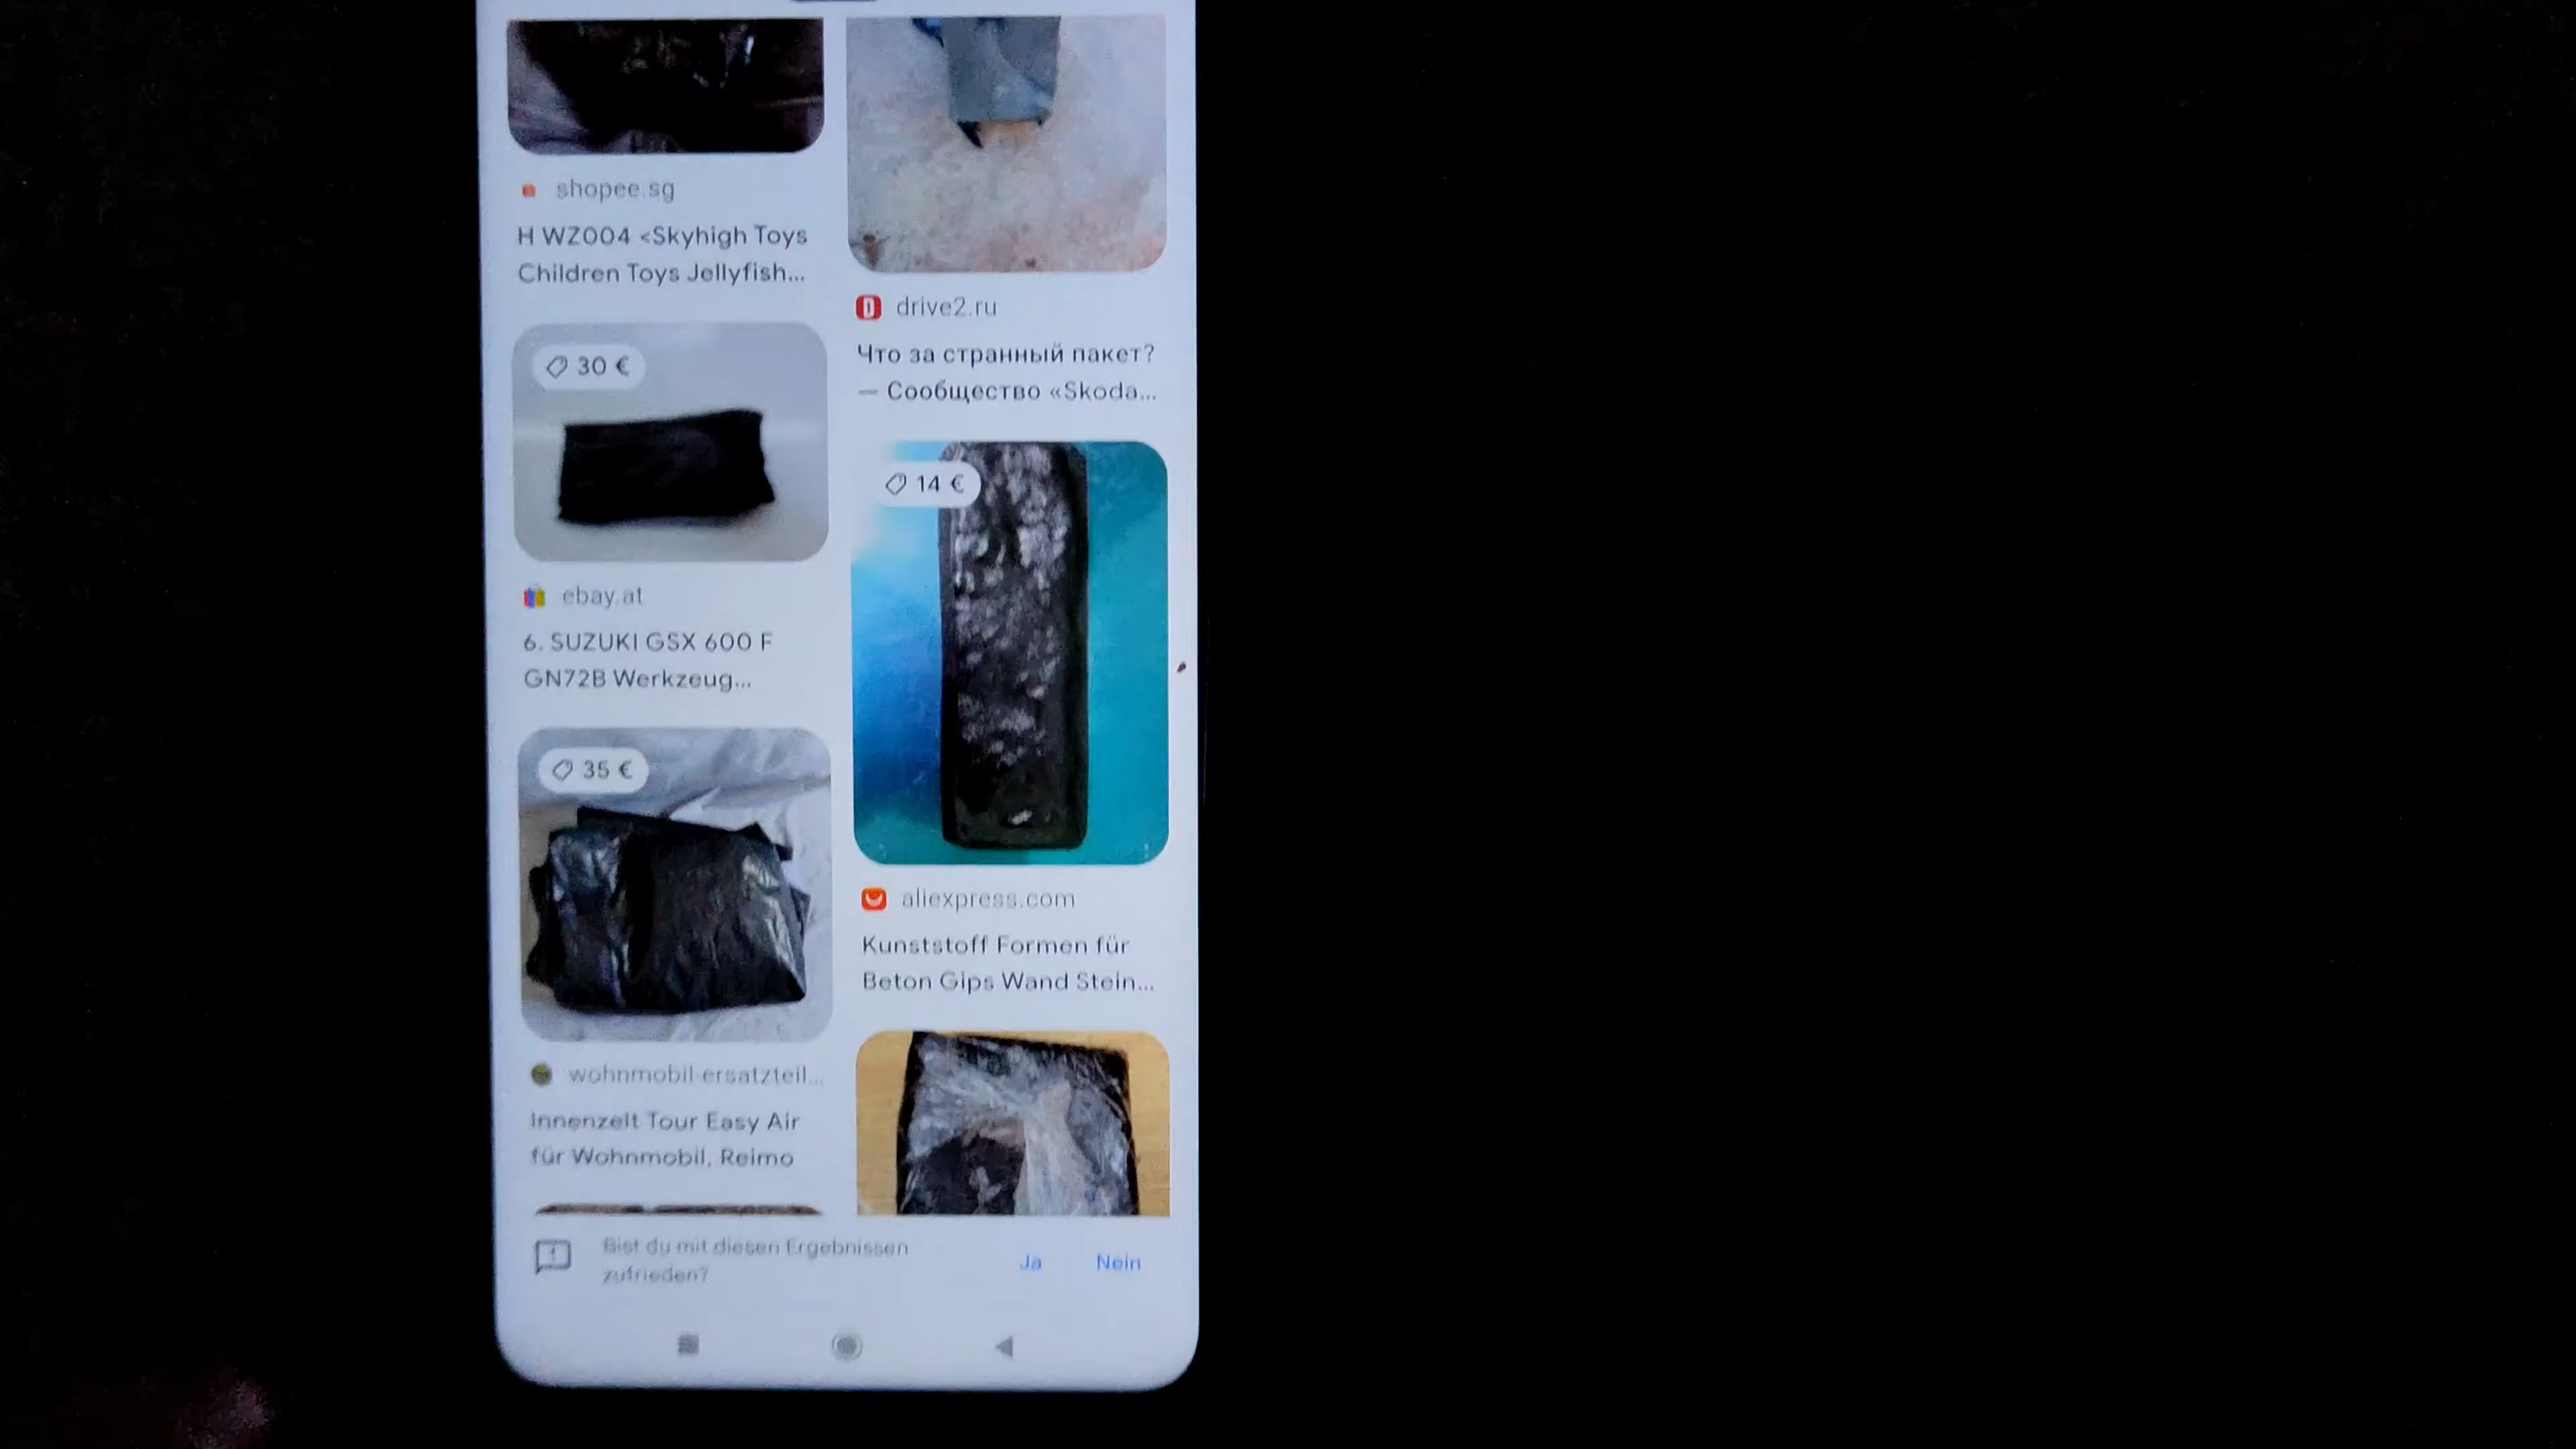 shopee.sg
H WZ004 <Skyhigh Toys
Children Toys Jellyfish...
30 €
ebay.at
6. SUZUKI GSX 600 F
GN72B Werkzeug...
35 €
wohnmobil-ersatzteil...
Innenzelt Tour Easy Air
für Wohnmobil, Reimo
drive2.ru
Что за странный пакет?
— Сообщество «Skoda...
14 €
aliexpress.com
Kunststoff Formen für
Beton Gips Wand Stein...
Bist du mit diesen Ergebnissen
zufrieden?
Ja
Nein